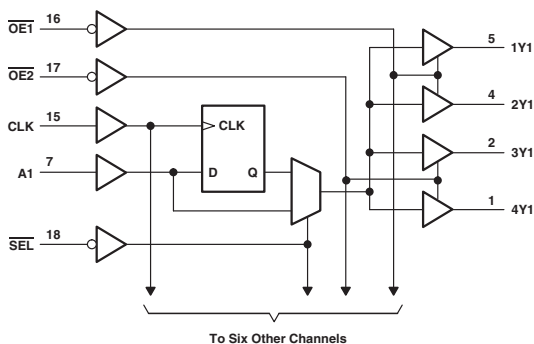 OE1 16
OE2 17
CLK 15
A1 7
SEL 18
CLK
D Q
5 1Y1
4 2Y1
2 3Y1
1 4Y1
To Six Other Channels